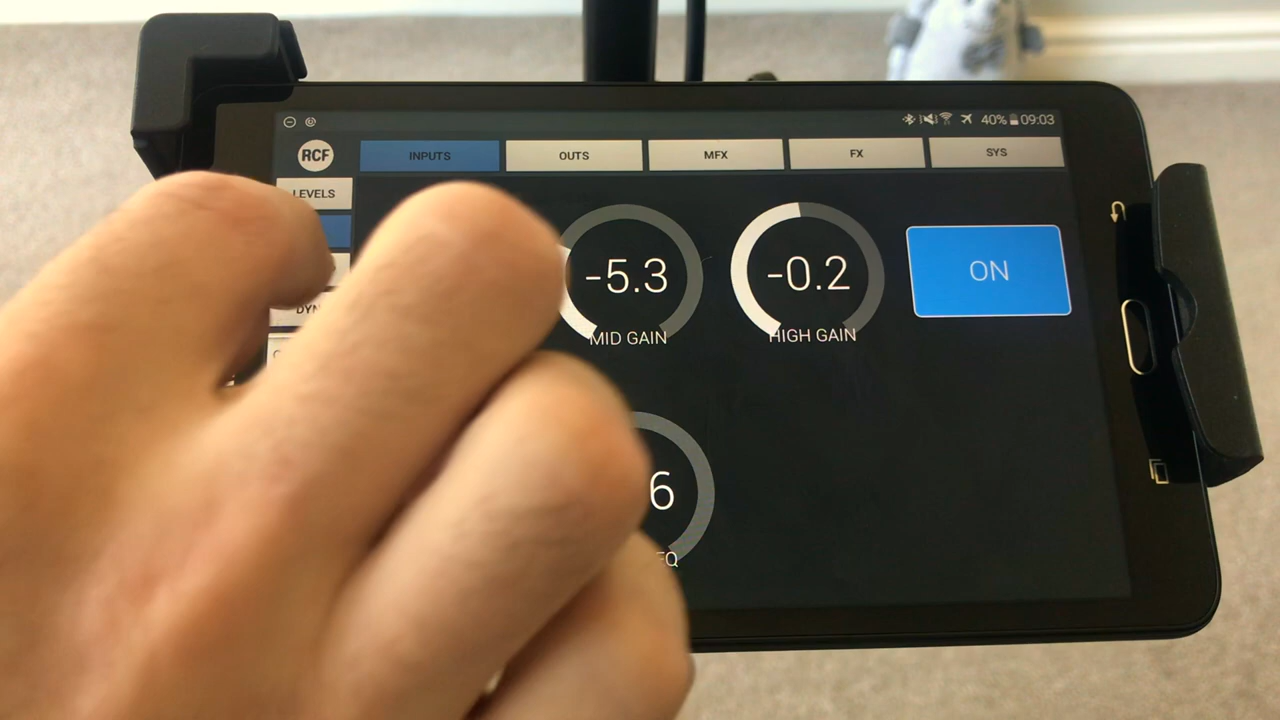 40% 09:03
RCF INPUTS OUTS MFX FX SYS
LEVELS
-5.3 -0.2 ON
MID GAIN HIGH GAIN